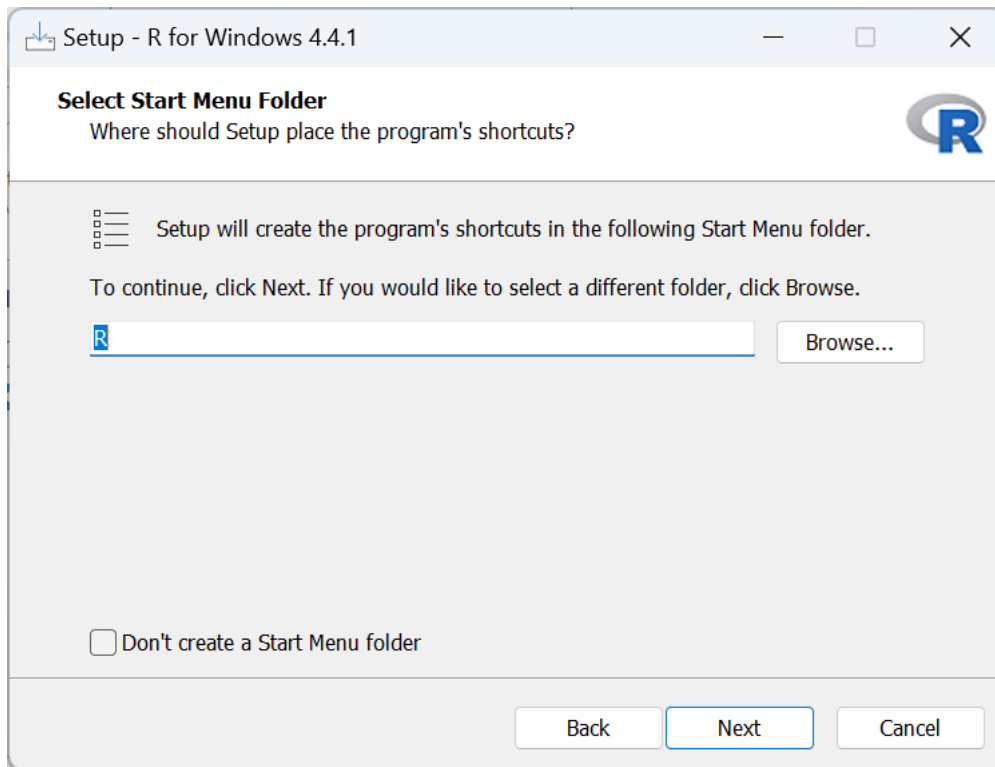 Setup - R for Windows 4.4.1
Select Start Menu Folder
Where should Setup place the program's shortcuts?
R
Setup will create the program's shortcuts in the following Start Menu folder.
To continue, click Next. If you would like to select a different folder, click Browse.
R
Browse...
Don't create a Start Menu folder
Back
Next
Cancel